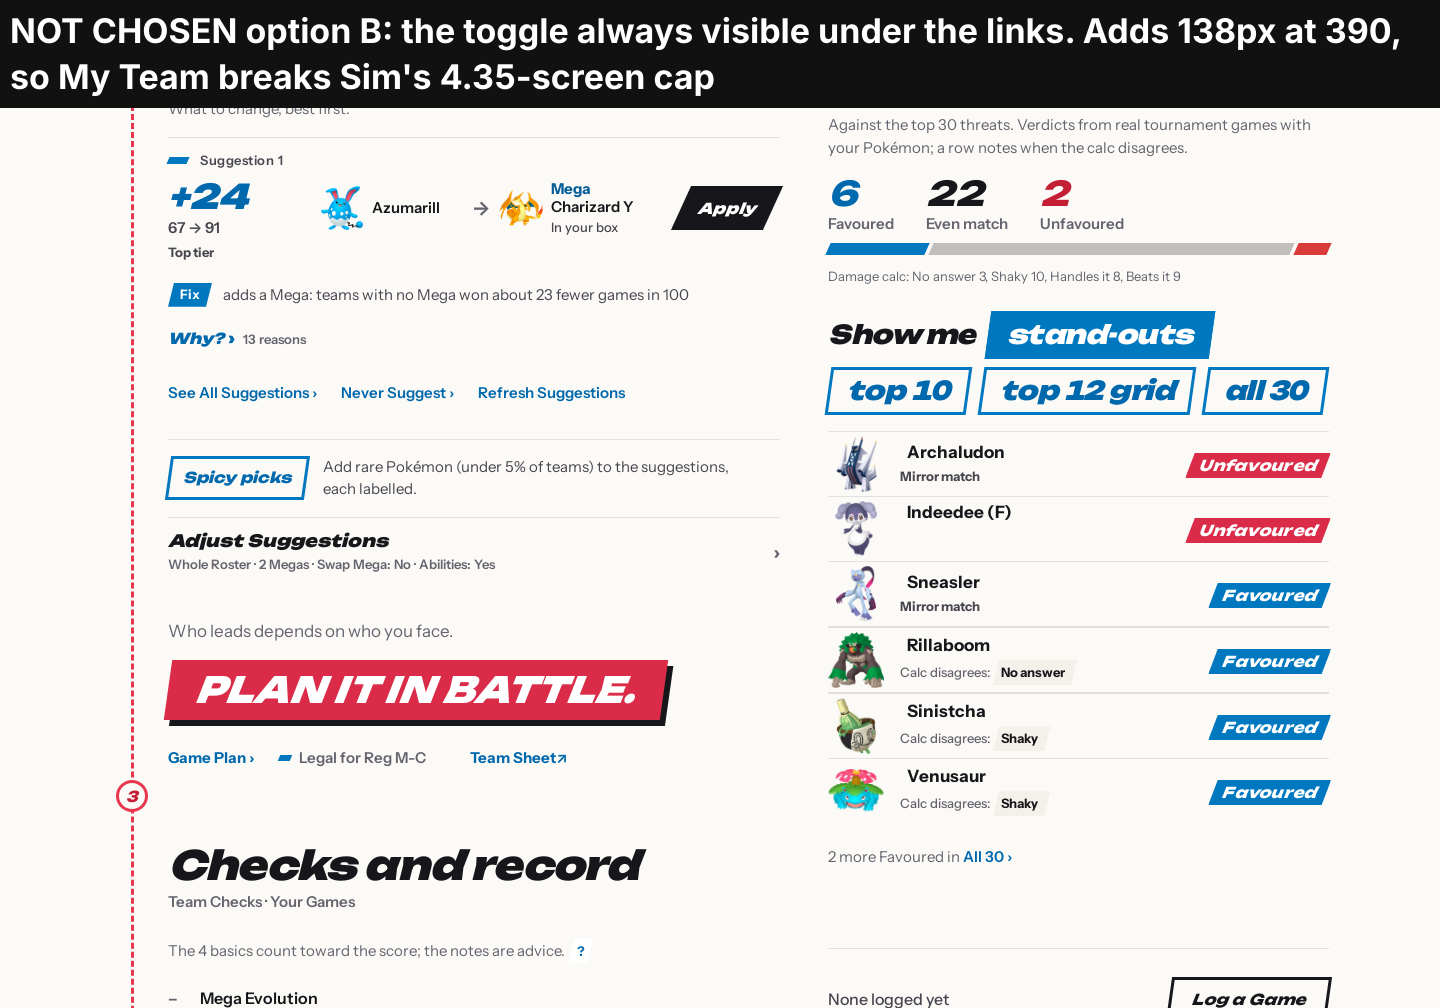 NOT CHOSEN option B: the toggle always visible under the links. Adds 138px at 390,
so My Team breaks Sim's 4.35-screen cap
What to change, best first.
Suggestion 1
+24
67 → 91
Top tier
Azumarill
→
Mega
Charizard Y
In your box
Apply
Fix adds a Mega: teams with no Mega won about 23 fewer games in 100
Why? › 13 reasons
See All Suggestions › Never Suggest › Refresh Suggestions
Spicy picks
Add rare Pokémon (under 5% of teams) to the suggestions,
each labelled.
Adjust Suggestions
Whole Roster · 2 Megas · Swap Mega: No · Abilities: Yes
›
Who leads depends on who you face.
PLAN IT IN BATTLE.
Game Plan › Legal for Reg M-C Team Sheet↗
3
Checks and record
Team Checks · Your Games
The 4 basics count toward the score; the notes are advice. ?
– Mega Evolution
Against the top 30 threats. Verdicts from real tournament games with
your Pokémon; a row notes when the calc disagrees.
6 22 2
Favoured Even match Unfavoured
Damage calc: No answer 3, Shaky 10, Handles it 8, Beats it 9
Show me stand-outs
top 10 top 12 grid all 30
Archaludon
Mirror match
Unfavoured
Indeedee (F)
Unfavoured
Sneasler
Mirror match
Favoured
Rillaboom
Calc disagrees: No answer
Favoured
Sinistcha
Calc disagrees: Shaky
Favoured
Venusaur
Calc disagrees: Shaky
Favoured
2 more Favoured in All 30 ›
None logged yet
Log a Game